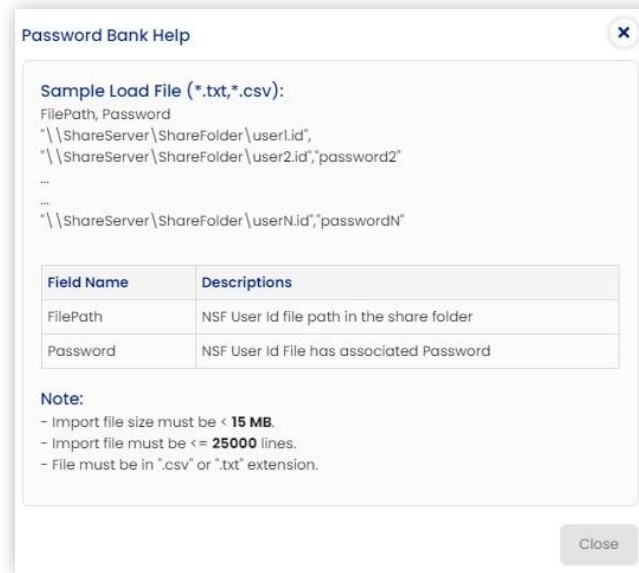 Password Bank Help
Sample Load File (*.txt,*.csv):
FilePath, Password
"\\ShareServer\ShareFolder\user1.id",
"\\ShareServer\ShareFolder\user2.id","password2"
...
...
"\\ShareServer\ShareFolder\userN.id","passwordN"
Field Name Descriptions
FilePath NSF User Id file path in the share folder
Password NSF User Id File has associated Password
Note:
- Import file size must be < 15 MB.
- Import file must be <= 25000 lines.
- File must be in ".csv" or ".txt" extension.
Close